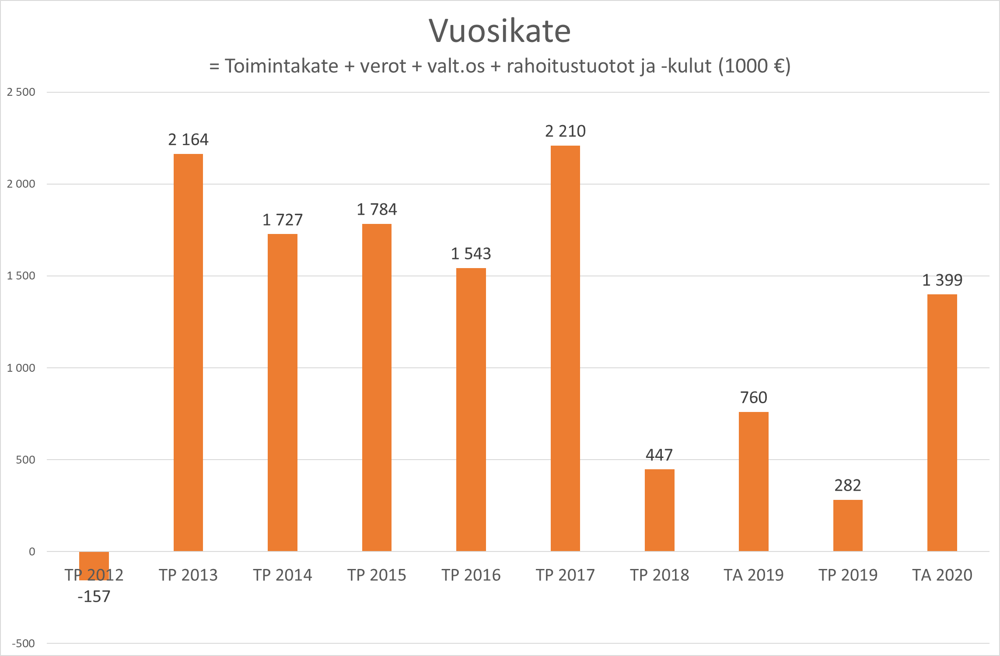 Vuosikate
= Toimintakate + verot + valt.os + rahoitustuotot ja -kulut (1000 €)
2 500
2 000
1 500
1 000
500
0
-500
-157
2 164
1 727
1 784
1 543
2 210
447
760
282
1 399
TP 2012
TP 2013
TP 2014
TP 2015
TP 2016
TP 2017
TP 2018
TA 2019
TP 2019
TA 2020